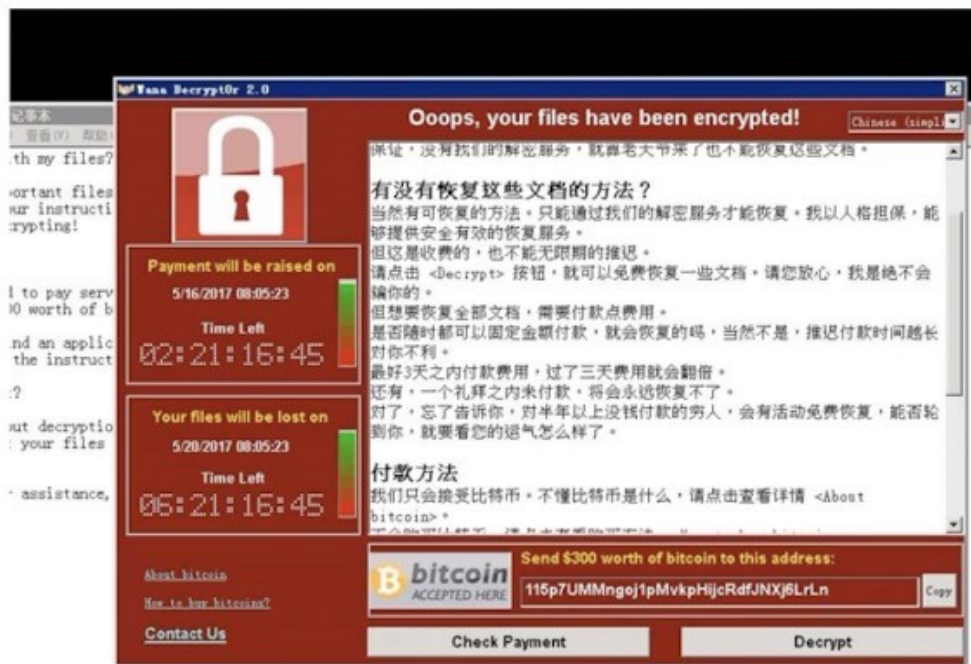 Wana Decrypt0r 2.0
记事本
查看(V) 帮助
ith my files?
ortant files
our instructi
crypting!
d to pay serv
00 worth of b
and an applic
the instruct
?
out decryptio
your files
assistance,
Ooops, your files have been encrypted!
Chinese (simpli
Payment will be raised on
5/16/2017 08:05:23
Time Left
02:21:16:45
Your files will be lost on
5/20/2017 08:05:23
Time Left
06:21:16:45
About bitcoin
How to buy bitcoins?
Contact Us
保证，没有我们的解密服务，就算老天爷来了也不能恢复这些文档。
有没有恢复这些文档的方法？
当然有可恢复的方法。只能通过我们的解密服务才能恢复。我以人格担保，能
够提供安全有效的恢复服务。
但这是收费的，也不能无限期的推迟。
请点击 <Decrypt> 按钮，就可以免费恢复一些文档。请您放心，我是绝不会
骗你的。
但想要恢复全部文档，需要付款点费用。
是否随时都可以固定金额付款，就会恢复的吗，当然不是，推迟付款时间越长
对你不利。
最好3天之内付款费用，过了三天费用就会翻倍。
还有，一个礼拜之内未付款，将会永远恢复不了。
对了，忘了告诉你，对半年以上没钱付款的穷人，会有活动免费恢复，能否轮
到你，就要看您的运气怎么样了。
付款方法
我们只会接受比特币。不懂比特币是什么，请点击查看详情 <About
bitcoin>。
bitcoin
ACCEPTED HERE
Send $300 worth of bitcoin to this address:
115p7UMMngoj1pMvkpHijcRdfJNXj6LrLn
Copy
Check Payment
Decrypt